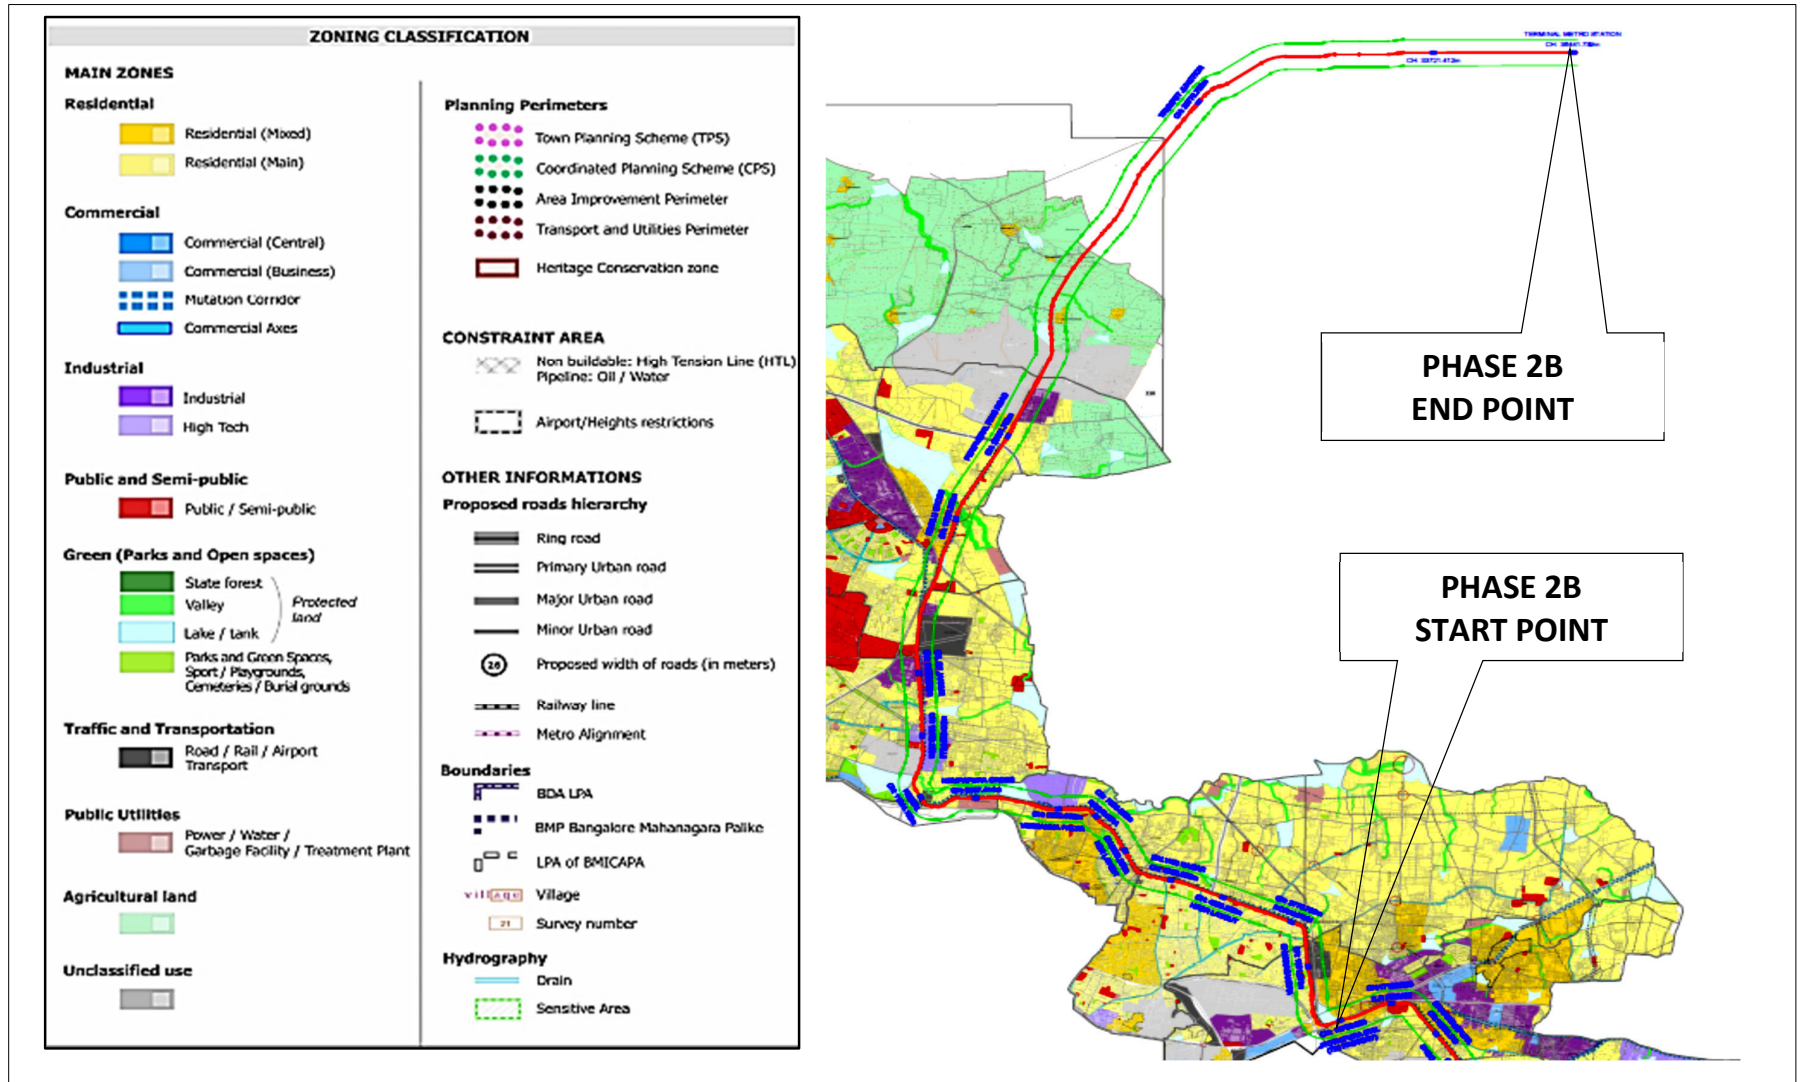 ZONING CLASSIFICATION
MAIN ZONES
Residential
Residential (Mixed)
Residential (Main)
Commercial
Commercial (Central)
Commercial (Business)
Mutation Corridor
Commercial Axes
Industrial
Industrial
High Tech
Public and Semi-public
Public / Semi-public
Green (Parks and Open spaces)
State forest
Valley
Lake / tank
Protected
land
Parks and Green Spaces,
Sport / Playgrounds,
Cemeteries / Burial grounds
Traffic and Transportation
Road / Rail / Airport
Transport
Public Utilities
Power / Water /
Garbage Facility / Treatment Plant
Agricultural land
Unclassified use
Planning Perimeters
Town Planning Scheme (TPS)
Coordinated Planning Scheme (CPS)
Area Improvement Perimeter
Transport and Utilities Perimeter
Heritage Conservation zone
CONSTRAINT AREA
Non buildable: High Tension Line (HTL)
Pipeline: Oil / Water
Airport/Heights restrictions
OTHER INFORMATIONS
Proposed roads hierarchy
Ring road
Primary Urban road
Major Urban road
Minor Urban road
Proposed width of roads (in meters)
Railway line
Metro Alignment
Boundaries
BDA LPA
BMP Bangalore Mahanagara Palike
LPA of BMICAPA
village
Village
21
Survey number
Hydrography
Drain
Sensitive Area
TERMINAL METRO STATION
PHASE 2B
END POINT
PHASE 2B
START POINT